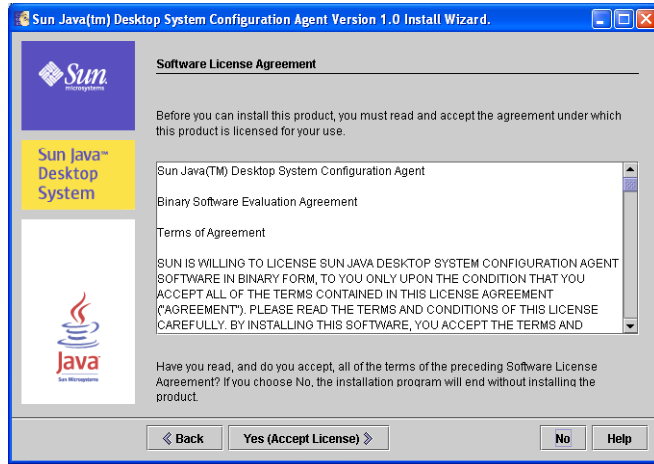 Sun Java(tm) Desktop System Configuration Agent Version 1.0 Install Wizard.
Sun
microsystems
Sun Java™
Desktop
System
Java
Sun Microsystems
Software License Agreement
Before you can install this product, you must read and accept the agreement under which
this product is licensed for your use.
Sun Java(TM) Desktop System Configuration Agent
Binary Software Evaluation Agreement
Terms of Agreement
SUN IS WILLING TO LICENSE SUN JAVA DESKTOP SYSTEM CONFIGURATION AGENT
SOFTWARE IN BINARY FORM, TO YOU ONLY UPON THE CONDITION THAT YOU
ACCEPT ALL OF THE TERMS CONTAINED IN THIS LICENSE AGREEMENT
("AGREEMENT"). PLEASE READ THE TERMS AND CONDITIONS OF THIS LICENSE
CAREFULLY. BY INSTALLING THIS SOFTWARE, YOU ACCEPT THE TERMS AND
Have you read, and do you accept, all of the terms of the preceding Software License
Agreement? If you choose No, the installation program will end without installing the
product.
Back
Yes (Accept License)
No
Help